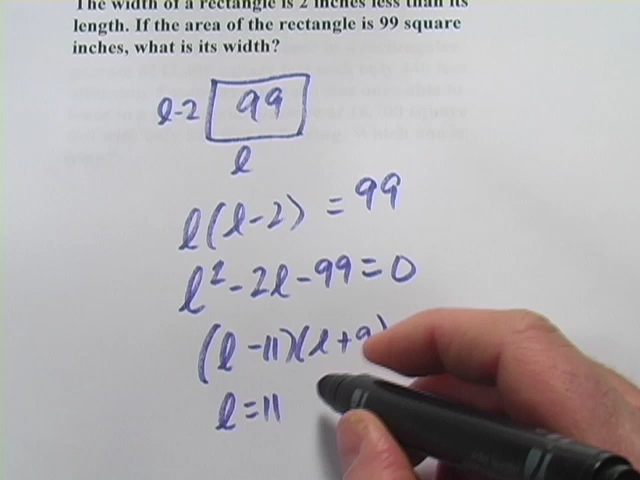 The width of a rectangle is 2 inches less than its
length. If the area of the rectangle is 99 square
inches, what is its width?
l-2 99
l
l(l-2) = 99
l² - 2l - 99 = 0
(l - 11)(l + 9)
l = 11